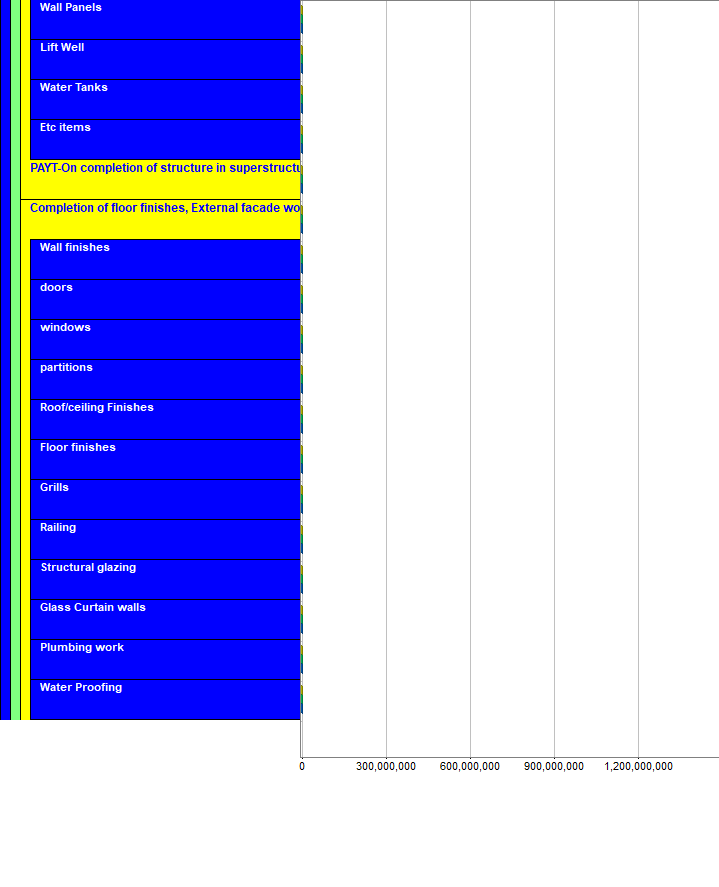 Wall Panels
Lift Well
Water Tanks
Etc items
PAYT-On completion of structure in superstructu
Completion of floor finishes, External facade wo
Wall finishes
doors
windows
partitions
Roof/ceiling Finishes
Floor finishes
Grills
Railing
Structural glazing
Glass Curtain walls
Plumbing work
Water Proofing
0 300,000,000 600,000,000 900,000,000 1,200,000,000